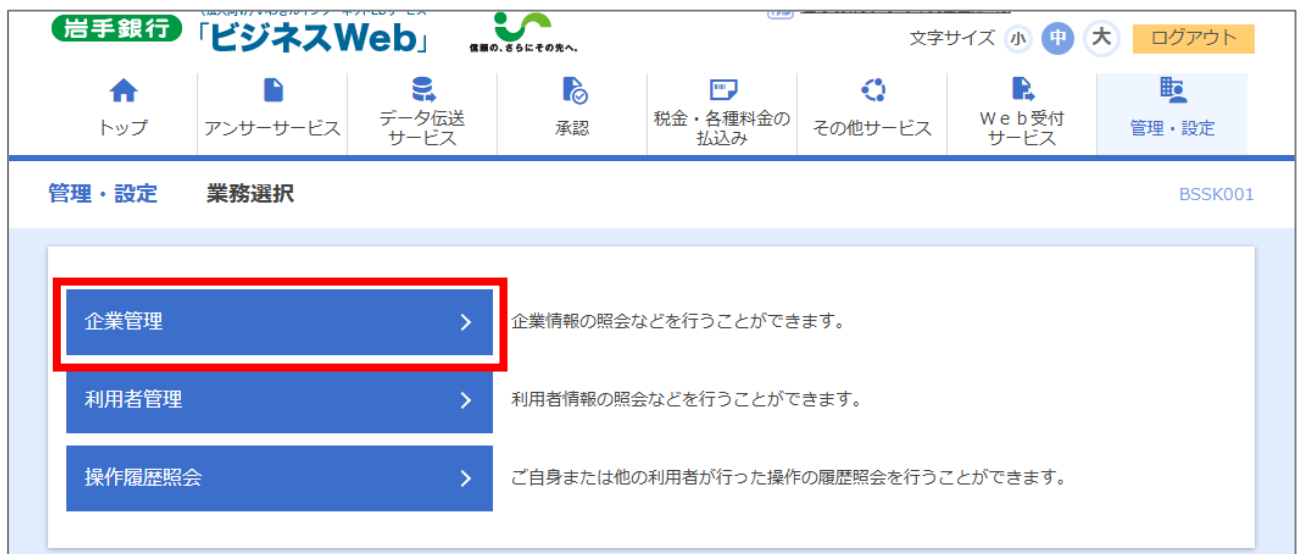 岩手銀行
「ビジネスWeb」
信頼の、さらにその先へ。
文字サイズ 小 中 大 ログアウト
トップ
アンサーサービス
データ伝送
サービス
承認
税金・各種料金の
払込み
その他サービス
Web受付
サービス
管理・設定
管理・設定 業務選択 BSSK001
企業管理 企業情報の照会などを行うことができます。
利用者管理 利用者情報の照会などを行うことができます。
操作履歴照会 ご自身または他の利用者が行った操作の履歴照会を行うことができます。